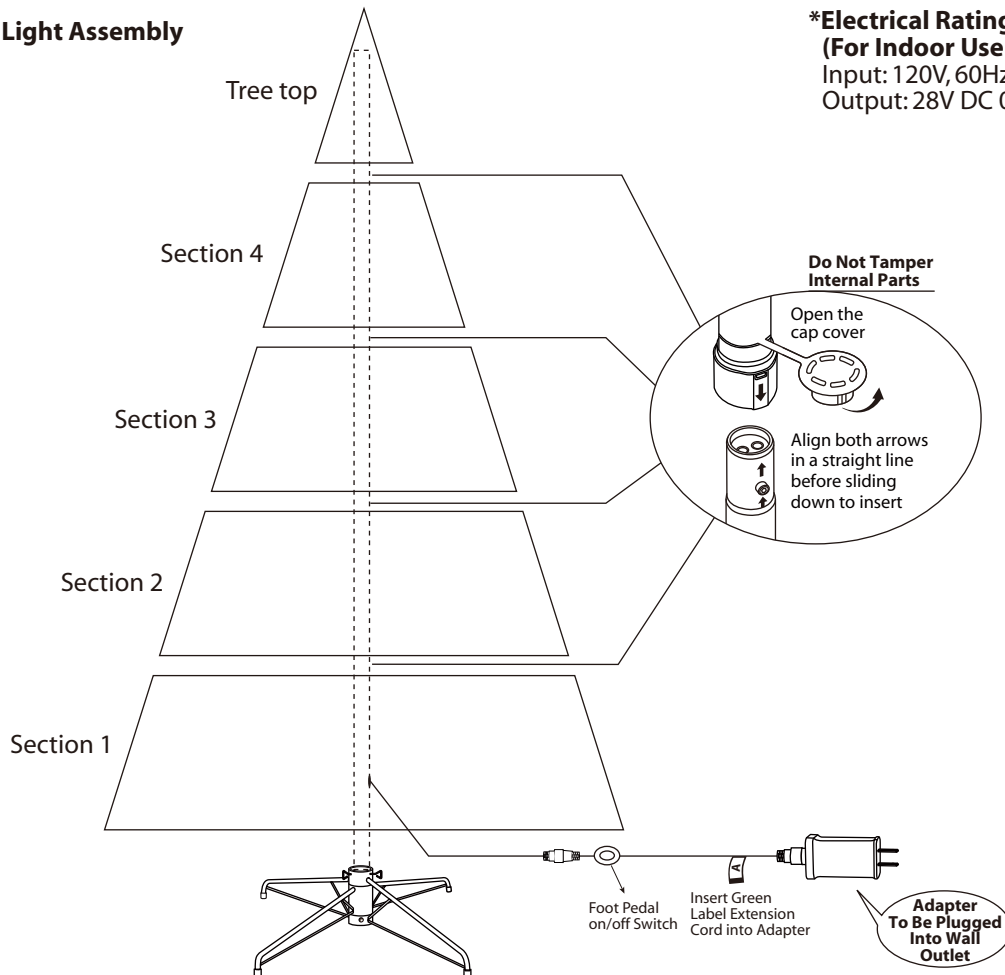 Light Assembly
*Electrical Rating
(For Indoor Use
Input: 120V, 60Hz
Output: 28V DC
Tree top
Section 4
Do Not Tamper
Internal Parts
Open the
cap cover
Section 3
Align both arrows
in a straight line
before sliding
down to insert
Section 2
Section 1
A
Foot Pedal
on/off Switch
Insert Green
Label Extension
Cord into Adapter
Adapter
To Be Plugged
Into Wall
Outlet